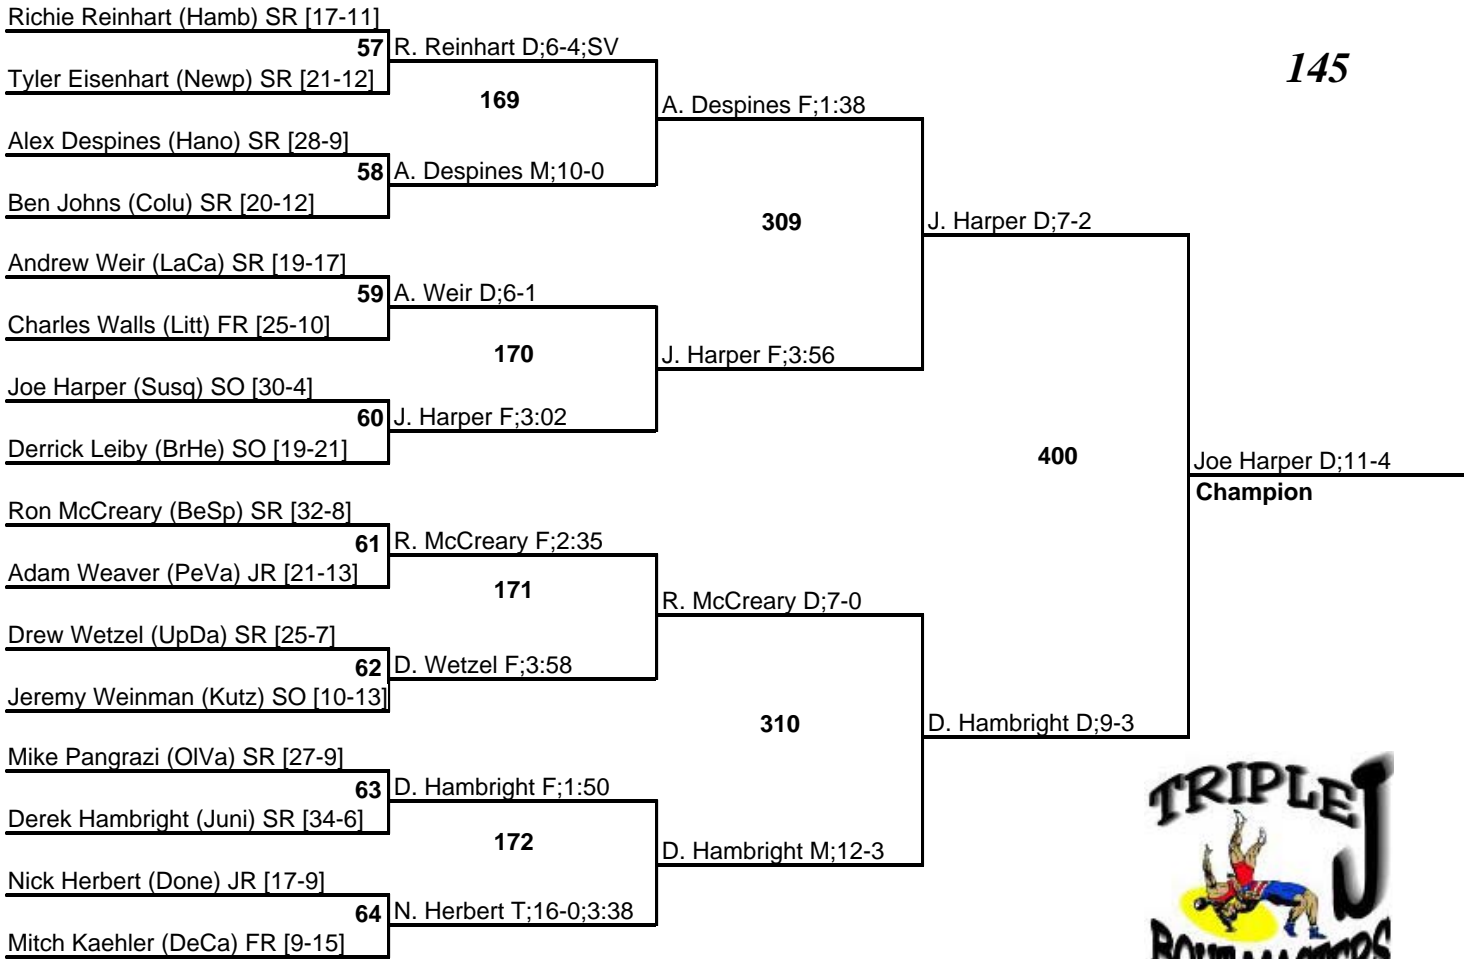 Richie Reinhart (Hamb) SR [17-11]
57 R. Reinhart D;6-4;SV
145
Tyler Eisenhart (Newp) SR [21-12]
169
A. Despines F;1:38
Alex Despines (Hano) SR [28-9]
58 A. Despines M;10-0
Ben Johns (Colu) SR [20-12]
309
J. Harper D;7-2
Andrew Weir (LaCa) SR [19-17]
59 A. Weir D;6-1
Charles Walls (Litt) FR [25-10]
170
J. Harper F;3:56
Joe Harper (Susq) SO [30-4]
60 J. Harper F;3:02
Derrick Leiby (BrHe) SO [19-21]
400
Joe Harper D;11-4
Champion
Ron McCreary (BeSp) SR [32-8]
61 R. McCreary F;2:35
Adam Weaver (PeVa) JR [21-13]
171
R. McCreary D;7-0
Drew Wetzel (UpDa) SR [25-7]
62 D. Wetzel F;3:58
Jeremy Weinman (Kutz) SO [10-13]
310
D. Hambright D;9-3
Mike Pangrazi (OlVa) SR [27-9]
63 D. Hambright F;1:50
Derek Hambright (Juni) SR [34-6]
172
D. Hambright M;12-3
Nick Herbert (Done) JR [17-9]
64 N. Herbert T;16-0;3:38
Mitch Kaehler (DeCa) FR [9-15]
TRIPLE J
BOUT MASTERS